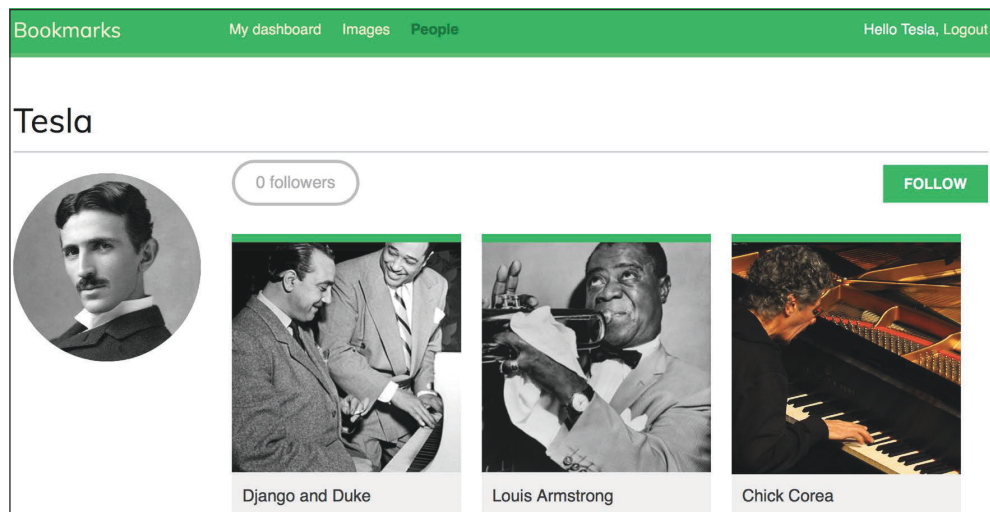 Bookmarks My dashboard Images People Hello Tesla, Logout
Tesla
0 followers FOLLOW
Django and Duke Louis Armstrong Chick Corea